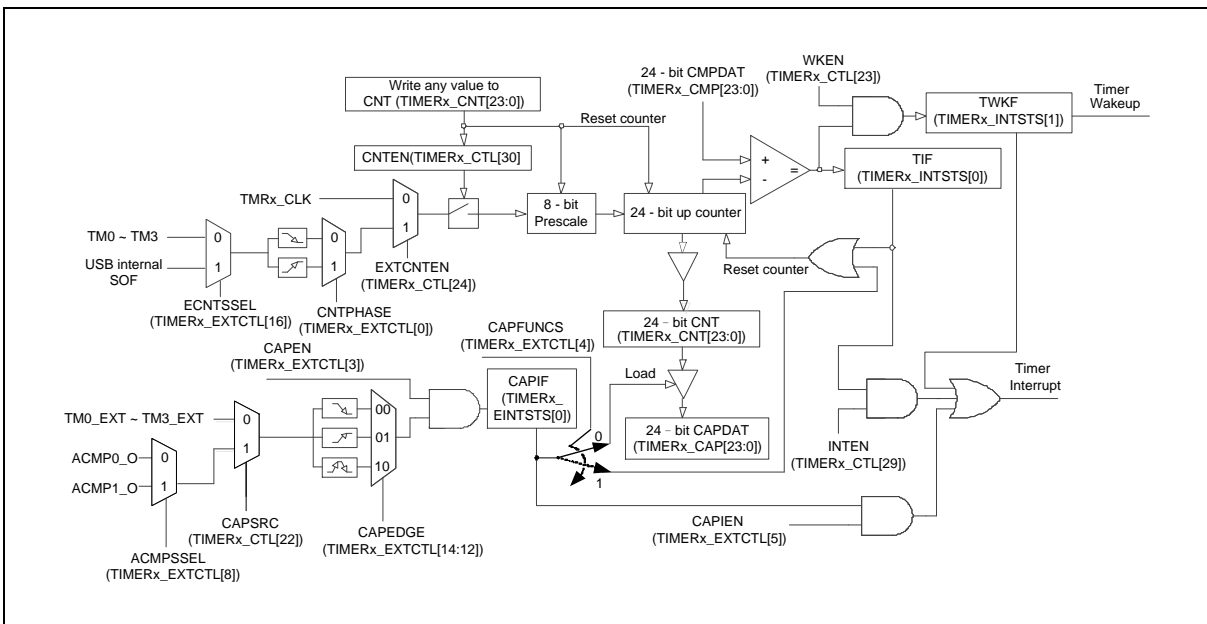 Write any value to
CNT (TIMERx_CNT[23:0])
Reset counter
24 - bit CMPDAT
(TIMERx_CMP[23:0])
WKEN
(TIMERx_CTL[23])
TWKF
(TIMERx_INTSTS[1])
Timer
Wakeup
CNTEN(TIMERx_CTL[30]
+
-
=
TIF
(TIMERx_INTSTS[0])
TMRx_CLK
0
1
8 - bit
Prescale
24 - bit up counter
TM0 ~ TM3
USB internal
SOF
0
1
0
1
EXTCNTEN
(TIMERx_CTL[24])
Reset counter
ECNTSSEL
(TIMERx_EXTCTL[16])
CNTPHASE
(TIMERx_EXTCTL[0])
24 - bit CNT
(TIMERx_CNT[23:0])
CAPEN
(TIMERx_EXTCTL[3])
CAPFUNCS
(TIMERx_EXTCTL[4])
Load
Timer
Interrupt
TM0_EXT ~ TM3_EXT
0
1
00
01
10
CAPIF
(TIMERx_
EINTSTS[0])
0
1
24 - bit CAPDAT
(TIMERx_CAP[23:0])
INTEN
(TIMERx_CTL[29])
ACMP0_O
ACMP1_O
0
1
CAPSRC
(TIMERx_CTL[22])
CAPEDGE
(TIMERx_EXTCTL[14:12])
CAPIEN
(TIMERx_EXTCTL[5])
ACMPSSEL
(TIMERx_EXTCTL[8])